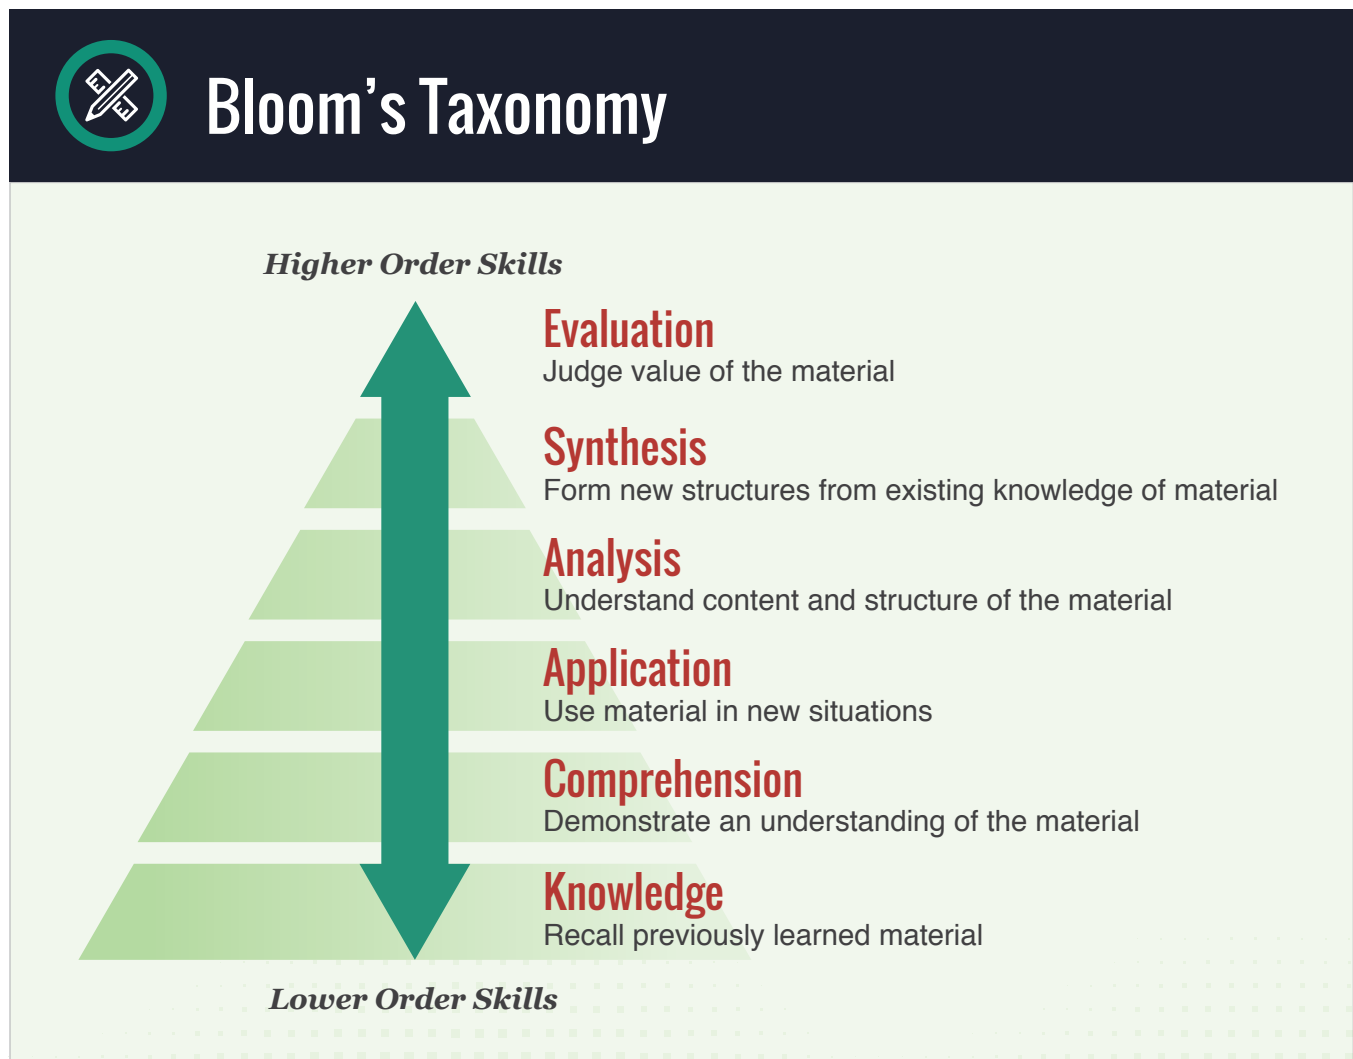 Bloom’s Taxonomy
Higher Order Skills
Evaluation
Judge value of the material
Synthesis
Form new structures from existing knowledge of material
Analysis
Understand content and structure of the material
Application
Use material in new situations
Comprehension
Demonstrate an understanding of the material
Knowledge
Recall previously learned material
Lower Order Skills